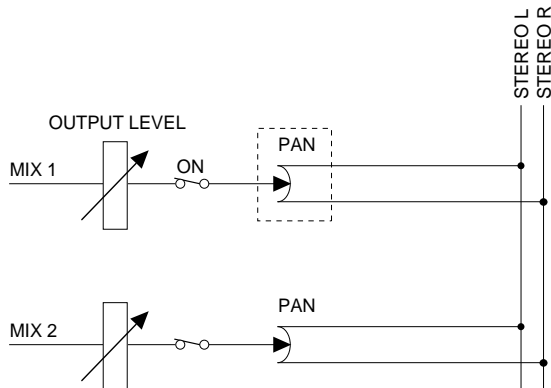 STEREO L
STEREO R
OUTPUT LEVEL
PAN
MIX 1
ON
PAN
MIX 2